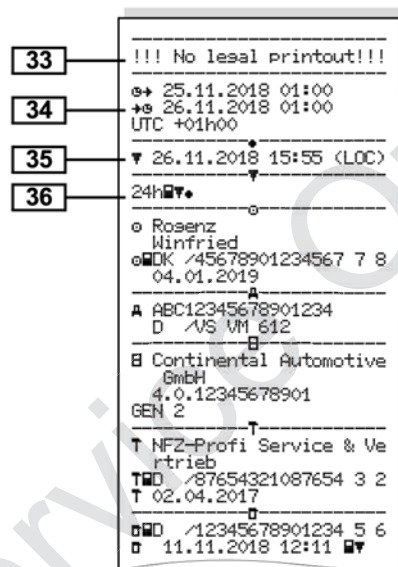 33
!!! No legal printout!!!
34
25.11.2018 01:00
26.11.2018 01:00
UTC +01h00
35
▼ 26.11.2018 15:55 (LOC)
36
24h▼
Rogenz
Winfried
DK /45678901234567 7 8
04.01.2019
A
A ABC12345678901234
D /VS VM 612
B
B Continental Automotive
GmbH
4.0.12345678901
GEN 2
T
T NFZ-Profi Service & Ve
rtrieb
TD /87654321087654 3 2
T 02.04.2017
D /12345678901234 5 6
11.11.2018 12:11 ▼
Service